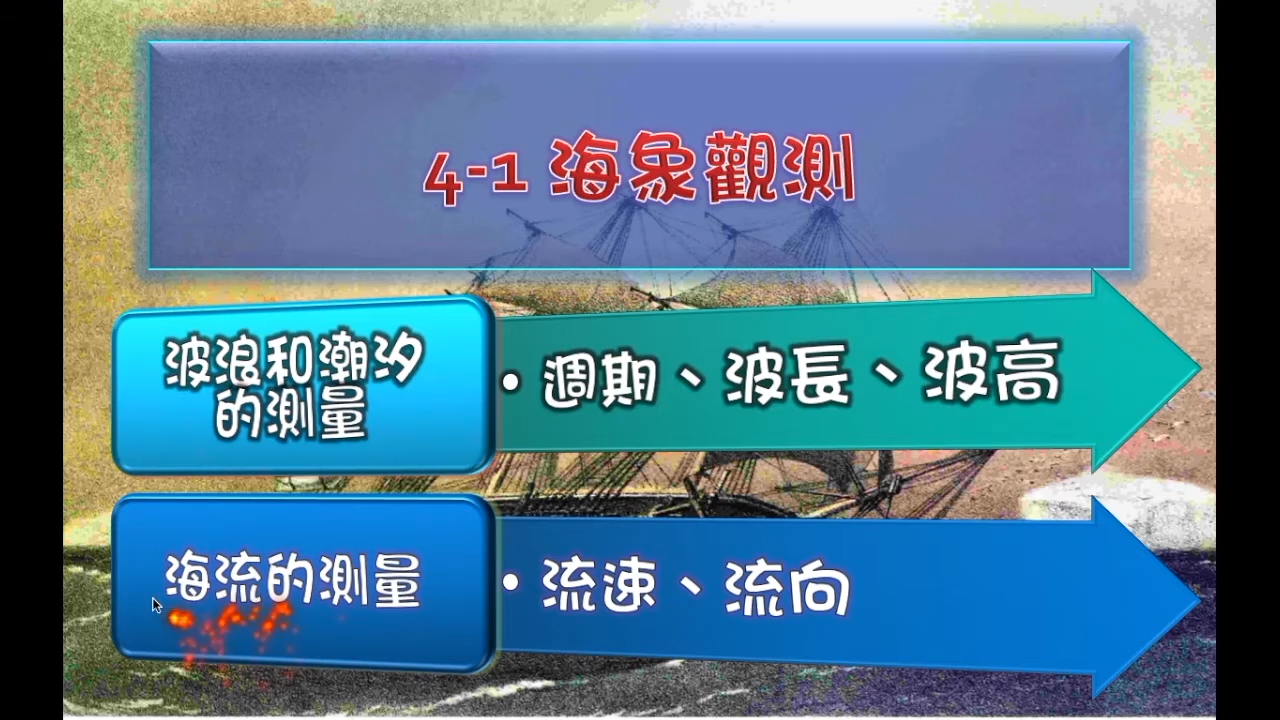 4-1 海象觀測
波浪和潮汐
的測量
•週期、波長、波高
海流的測量
•流速、流向